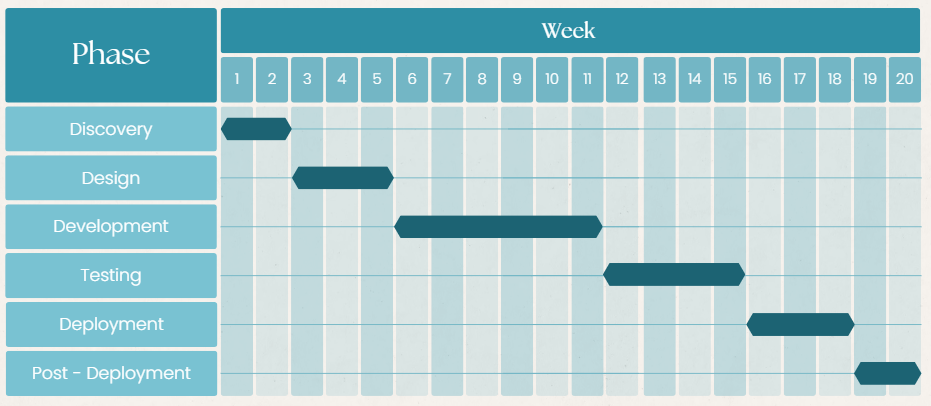 Phase
Week
1 2 3 4 5 6 7 8 9 10 11 12 13 14 15 16 17 18 19 20
Discovery
Design
Development
Testing
Deployment
Post - Deployment